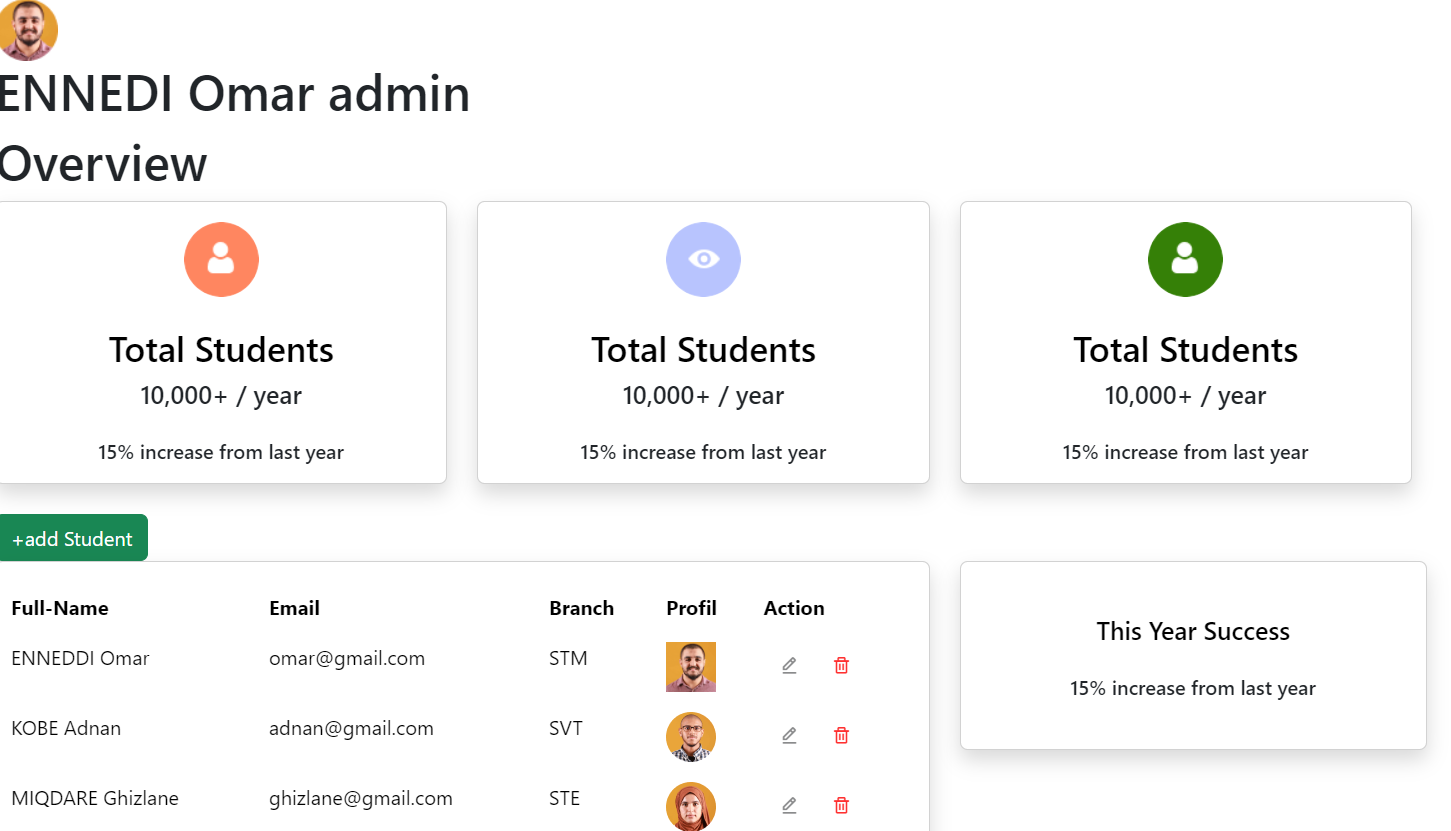 ENNEDI Omar admin
Overview
Total Students
10,000+ / year
15% increase from last year
Total Students
10,000+ / year
15% increase from last year
Total Students
10,000+ / year
15% increase from last year
+add Student
Full-Name Email Branch Profil Action
ENNEDDI Omar omar@gmail.com STM
KOBE Adnan adnan@gmail.com SVT
MIQDARE Ghizlane ghizlane@gmail.com STE
This Year Success
15% increase from last year